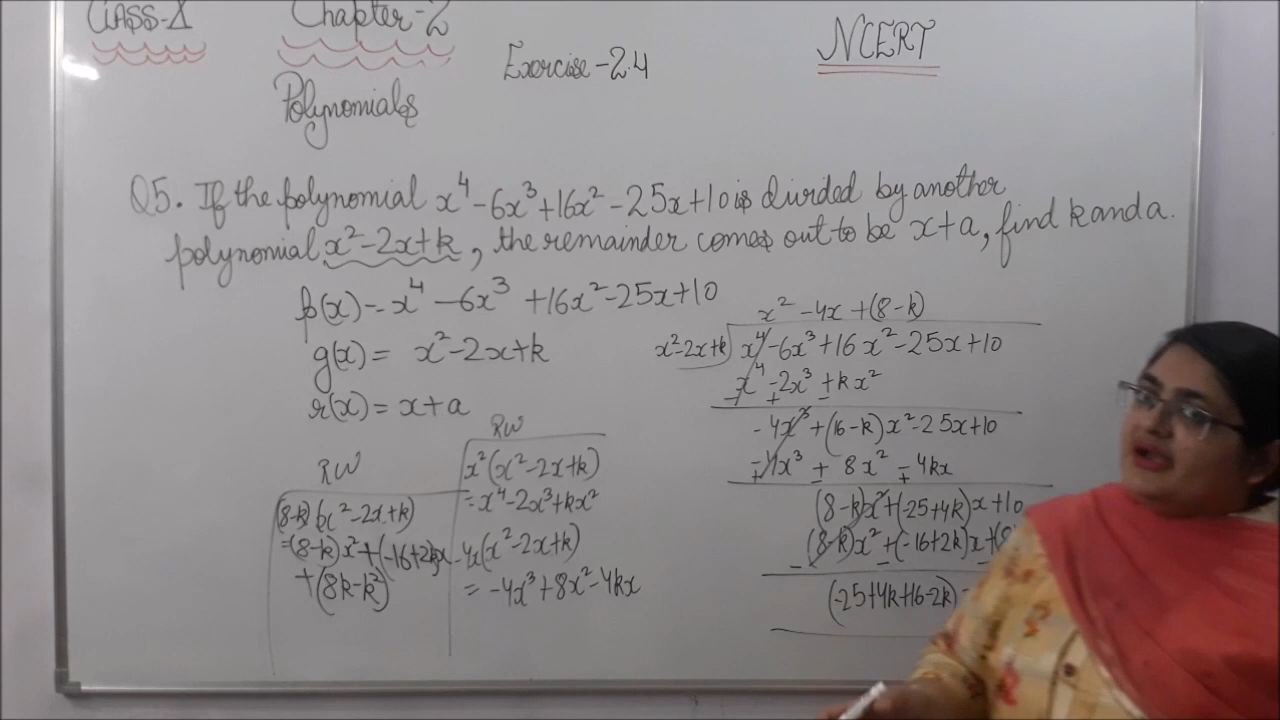 CLASS-X
Chapter-2
Polynomials
Exercise-2.4
NCERT
Q5. If the polynomial x⁴-6x³+16x²-25x+10 is divided by another
polynomial x²-2x+k, the remainder comes out to be x+a, find k and a.
p(x) = x⁴-6x³+16x²-25x+10
g(x) = x²-2x+k
r(x) = x+a
RW
(8-k)(x²-2x+k)
=(8-k)x²+(-16+2k)x
+(8k-k²)
RW
x²(x²-2x+k)
=x⁴-2x³+kx²
-4x(x²-2x+k)
= -4x³+8x²-4kx
x²-4x+(8-k)
x²-2x+k) x⁴-6x³+16x²-25x+10
x⁴-2x³+kx²
- + -
-4x³+(16-k)x²-25x+10
-4x³+8x²-4kx
+ - +
(8-k)x²+(-25+4k)x+10
(8-k)x²+(-16+2k)x+(8
- - -
(-25+4k+16-2k)